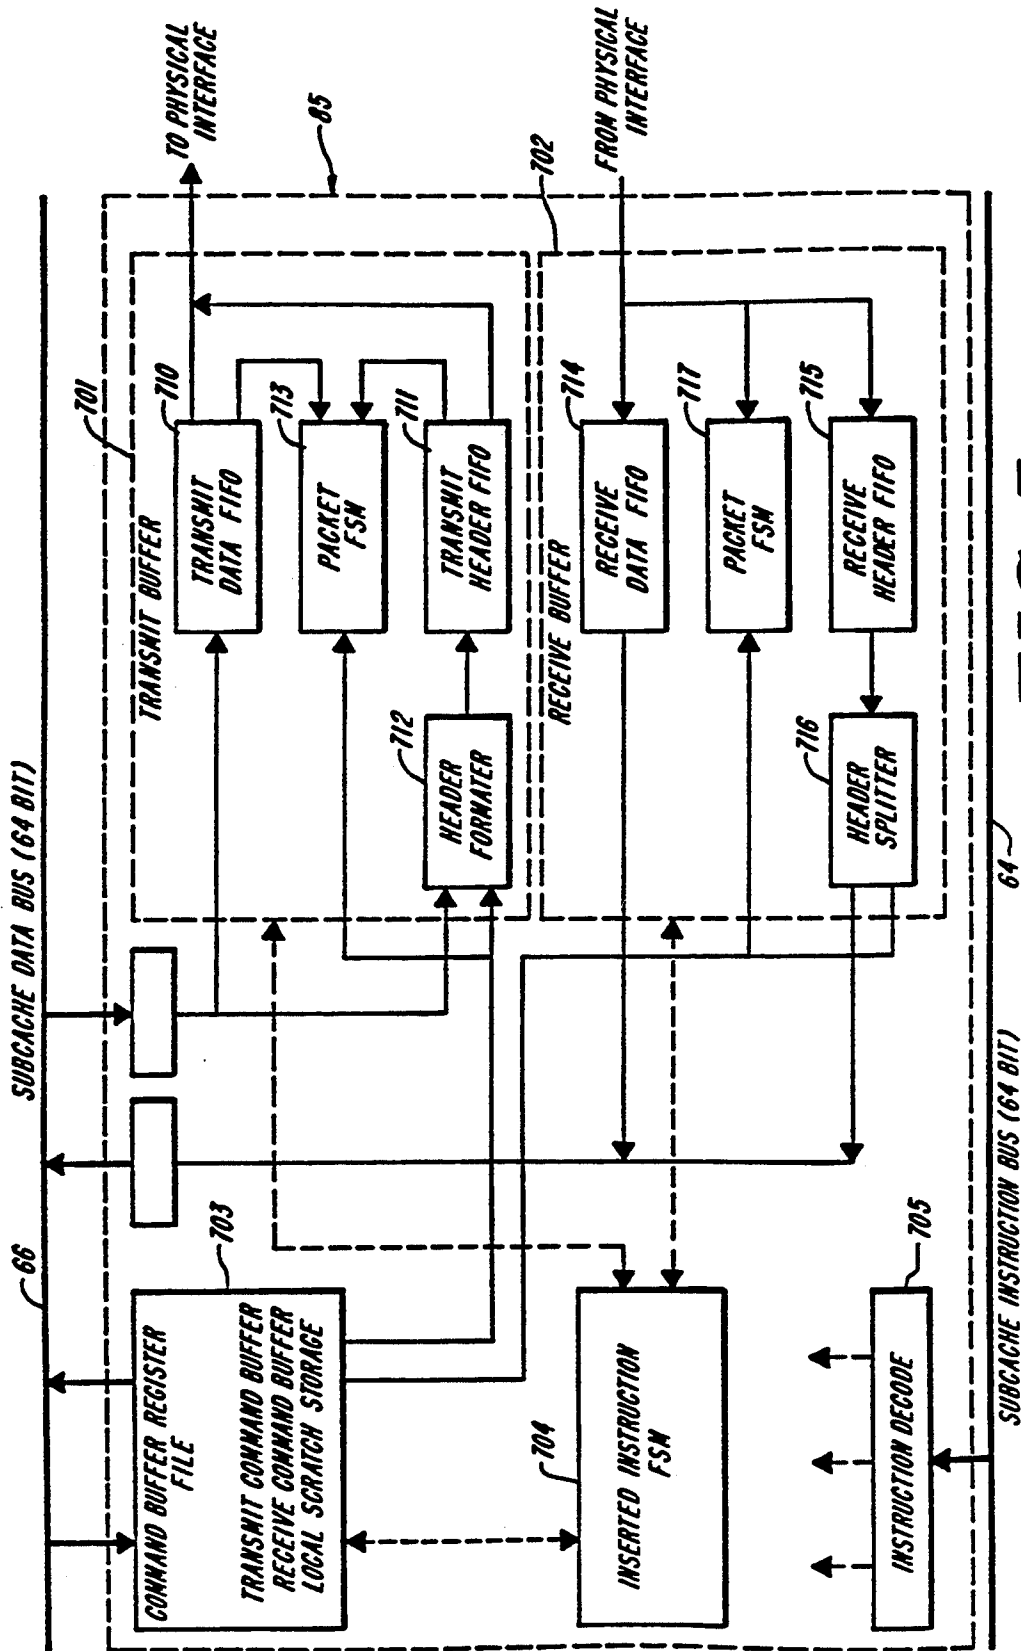 SUBCACHE DATA BUS (64 BIT)
66
COMMAND BUFFER REGISTER
FILE
TRANSMIT COMMAND BUFFER
RECEIVE COMMAND BUFFER
LOCAL SCRATCH STORAGE
703
INSERTED INSTRUCTION
FSM
704
INSTRUCTION DECODE
705
SUBCACHE INSTRUCTION BUS (64 BIT)
64
TRANSMIT BUFFER
701
TRANSMIT
DATA FIFO
710
PACKET
FSM
713
TRANSMIT
HEADER FIFO
711
HEADER
FORMATER
712
RECEIVE BUFFER
702
RECEIVE
DATA FIFO
714
PACKET
FSM
717
RECEIVE
HEADER FIFO
715
HEADER
SPLITTER
716
TO PHYSICAL
INTERFACE
85
FROM PHYSICAL
INTERFACE